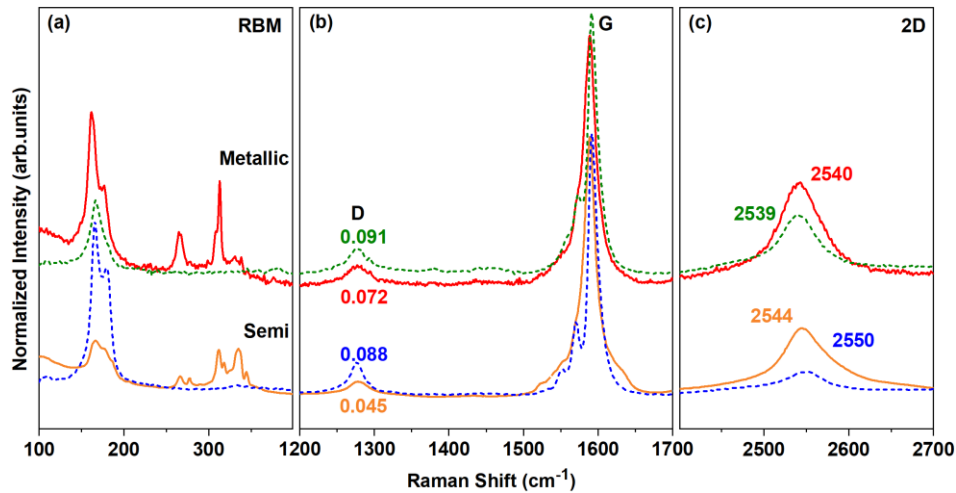 (a) RBM
(b) G
(c) 2D
Normalized Intensity (arb.units)
Metallic
Semi
D
0.091
0.072
0.088
0.045
2540
2539
2544
2550
100 200 300
1200 1300 1400 1500 1600 1700
2500 2600 2700
Raman Shift (cm⁻¹)